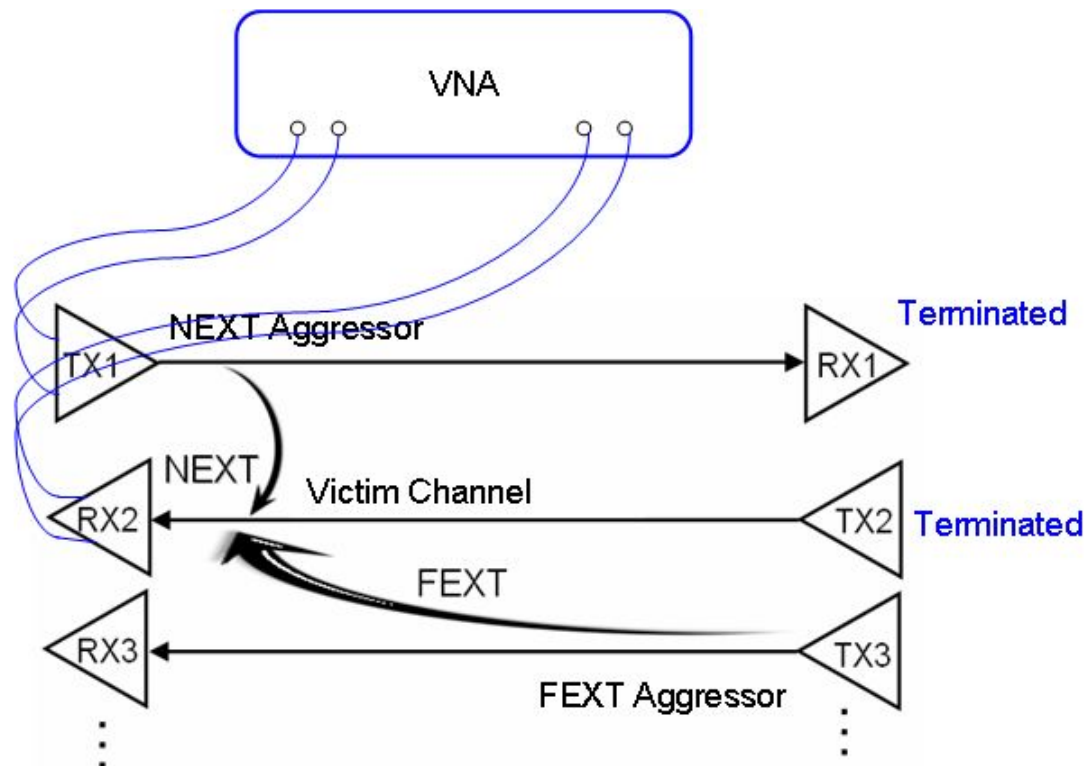 VNA
NEXT Aggressor
Terminated
TX1
RX1
NEXT
Victim Channel
RX2
TX2
Terminated
FEXT
RX3
TX3
FEXT Aggressor